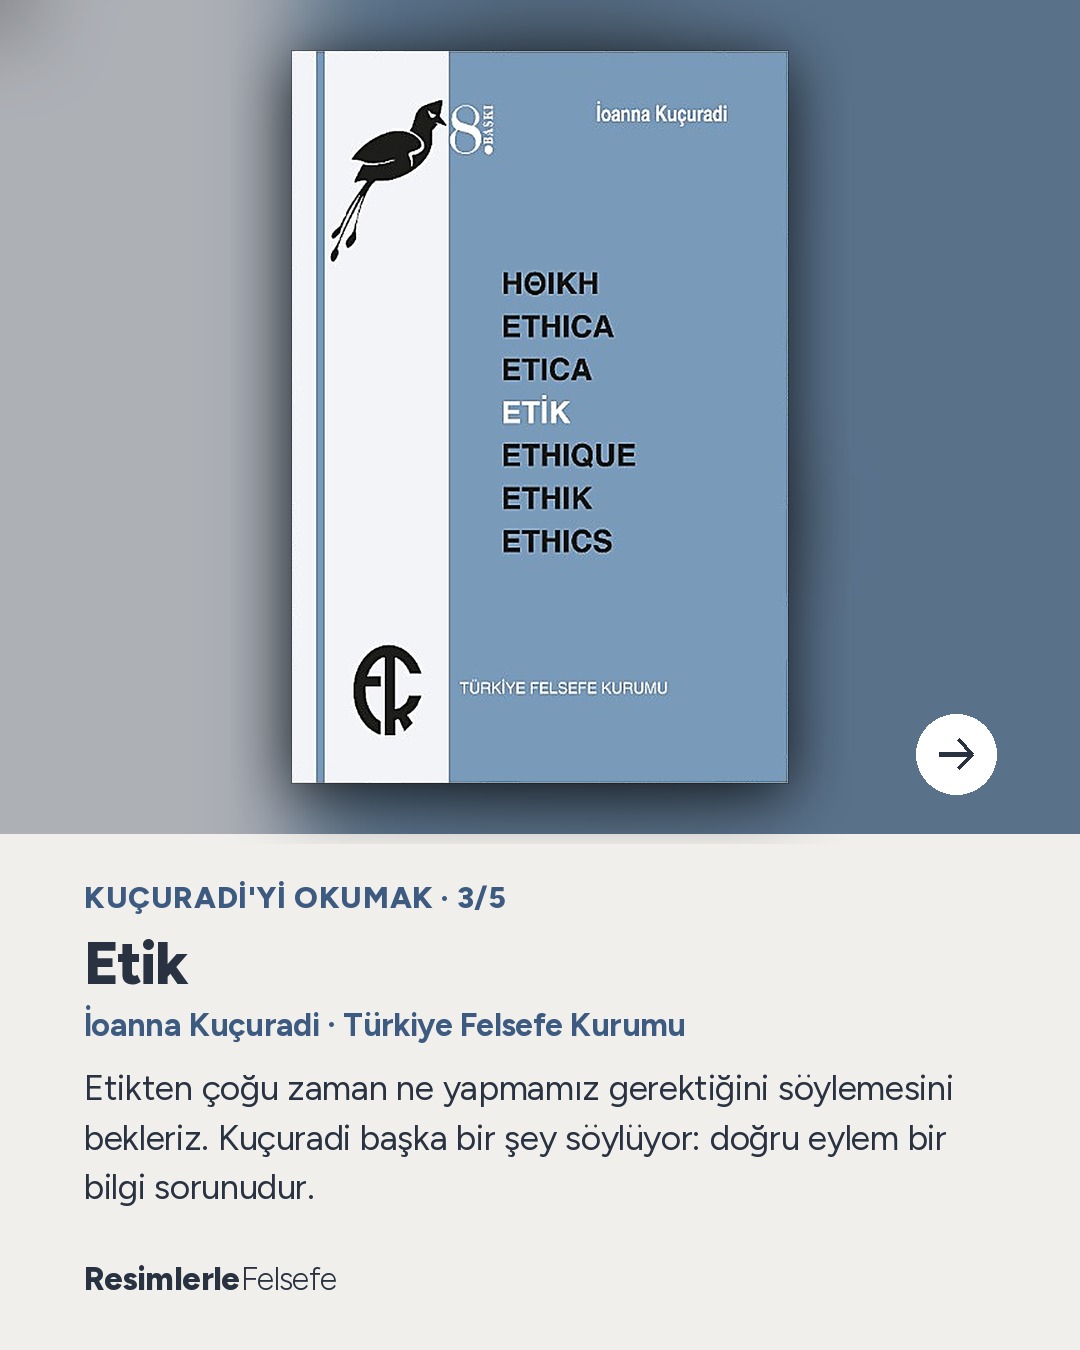 8. BASKI
İoanna Kuçuradi
ΗΘΙΚΗ
ETHICA
ETICA
ETİK
ETHIQUE
ETHIK
ETHICS
TÜRKİYE FELSEFE KURUMU
KUÇURADİ'Yİ OKUMAK · 3/5
Etik
İoanna Kuçuradi · Türkiye Felsefe Kurumu
Etikten çoğu zaman ne yapmamız gerektiğini söylemesini
bekleriz. Kuçuradi başka bir şey söylüyor: doğru eylem bir
bilgi sorunudur.
ResimlerleFelsefe